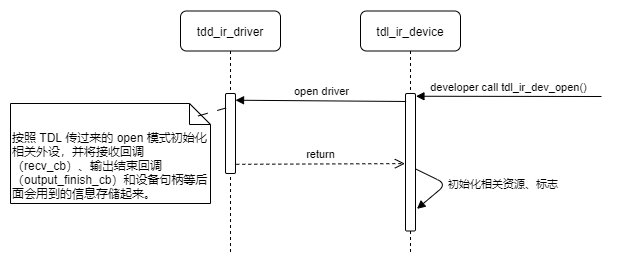 tdd_ir_driver
tdl_ir_device
developer call tdl_ir_dev_open()
open driver
按照 TDL 传过来的 open 模式初始化
相关外设，并将接收回调
（recv_cb）、输出结束回调
（output_finish_cb）和设备句柄等后
面会用到的信息存储起来。
return
初始化相关资源、标志